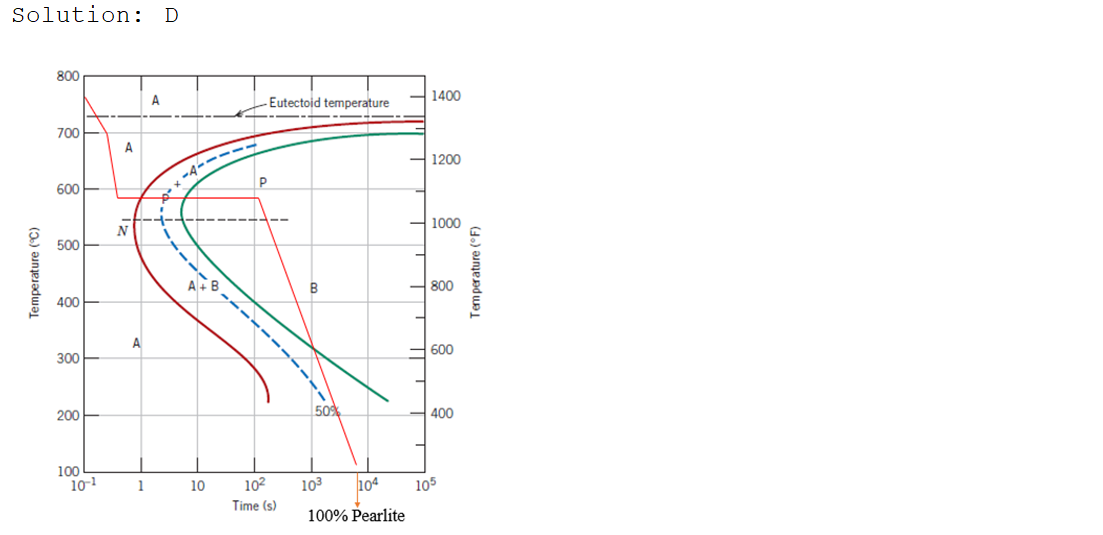 Solution: D
800
A
Eutectoid temperature
1400
700
A
1200
A
+
P
600
P
N
1000
500
A + B
B
800
400
A
300
600
200
50%
400
100
10⁻¹
1
10
10²
10³
10⁴
10⁵
Time (s)
Temperature (°C)
Temperature (°F)
100% Pearlite